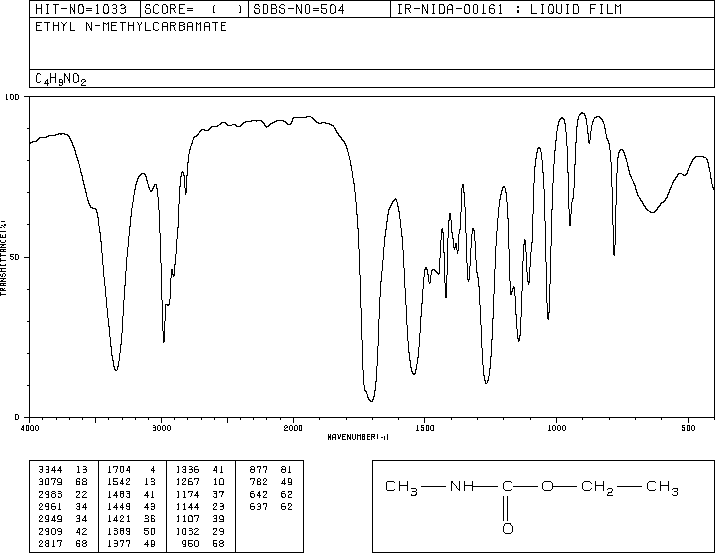 HIT-NO=1033 SCORE= ( ) SDBS-NO=504 IR-NIDA-00161 : LIQUID FILM
ETHYL N-METHYLCARBAMATE
C4H9NO2
100
50
0
TRANSMITTANCE(%)
4000 3000 2000 1500 1000 500
WAVENUMBER(-1)
3344 13 1704 4 1336 41 877 81
3079 68 1542 13 1267 10 782 49
2983 22 1483 41 1174 37 642 62
2961 34 1449 43 1144 23 637 62
2949 34 1421 36 1107 39
2909 42 1389 50 1032 29
2817 68 1377 49 950 58
CH3 NH C O CH2 CH3
O